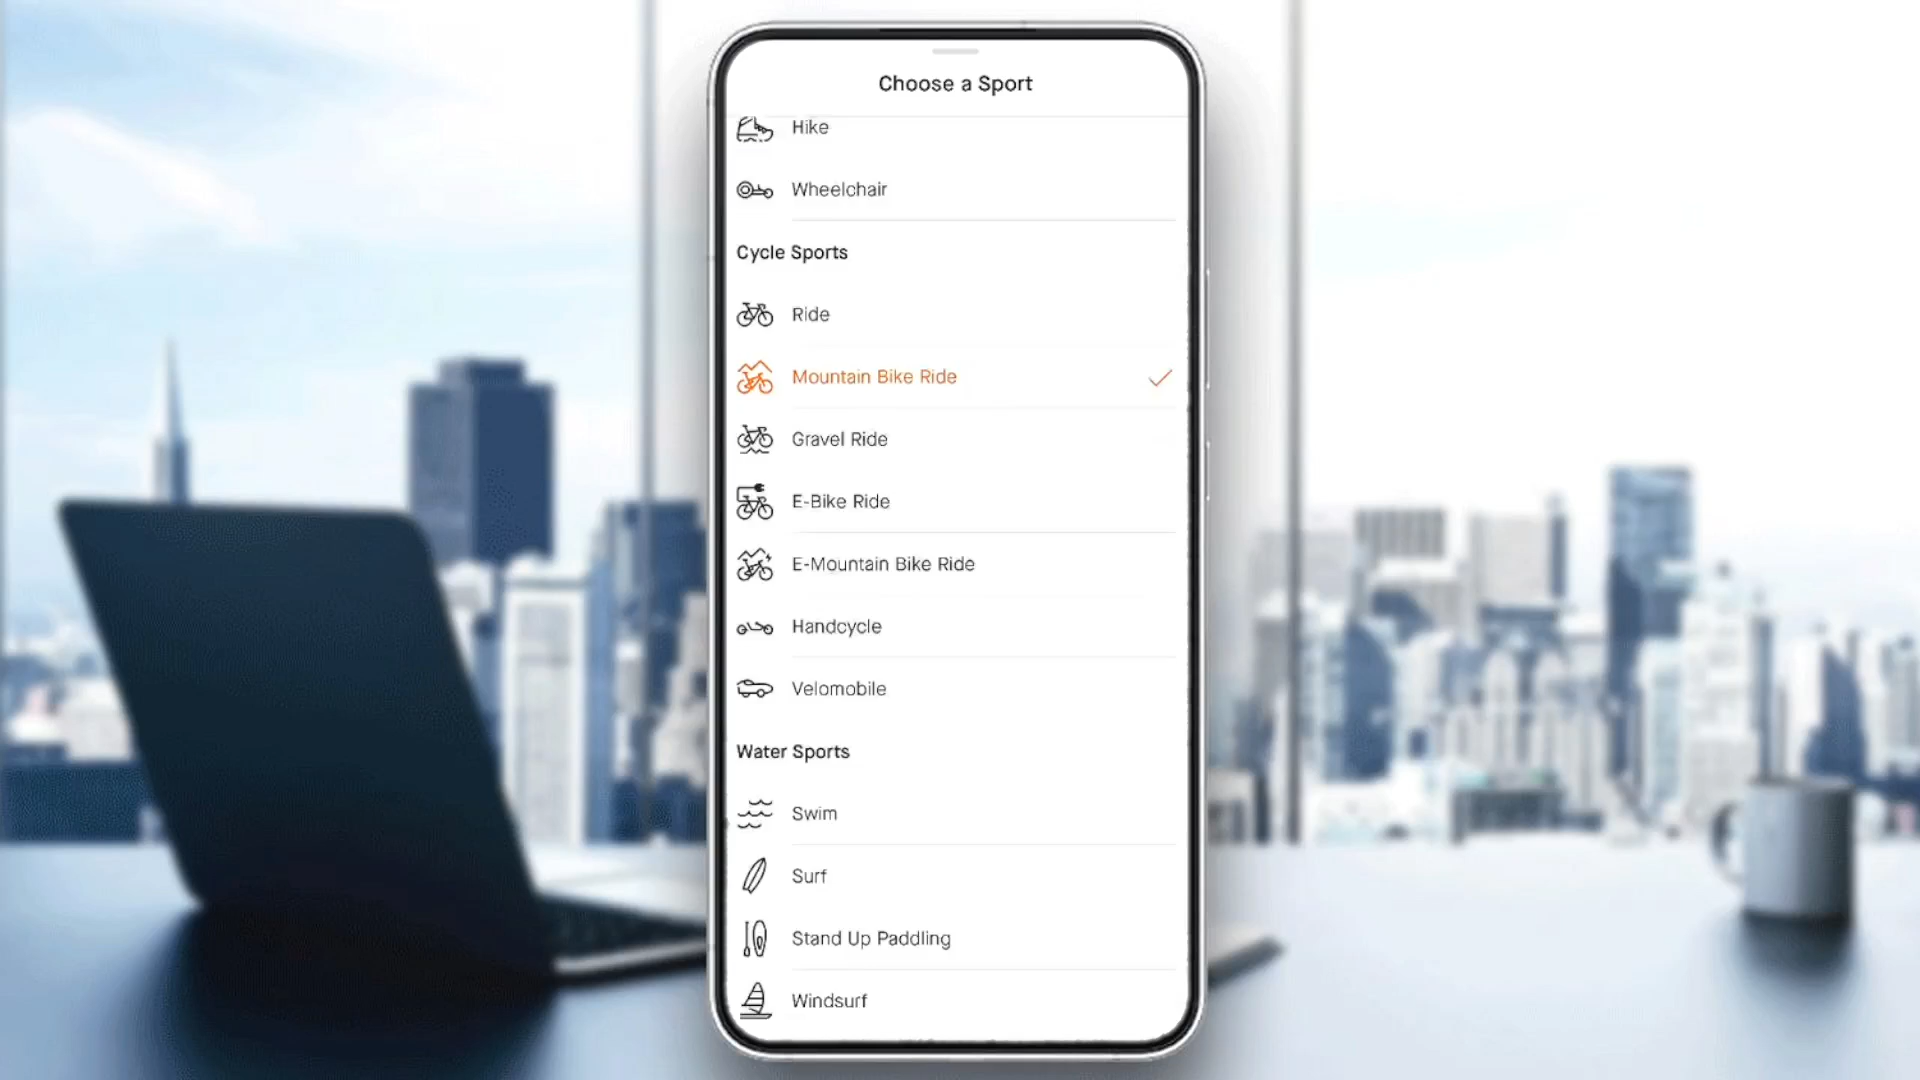 Choose a Sport
Hike
Wheelchair
Cycle Sports
Ride
Mountain Bike Ride
Gravel Ride
E-Bike Ride
E-Mountain Bike Ride
Handcycle
Velomobile
Water Sports
Swim
Surf
Stand Up Paddling
Windsurf